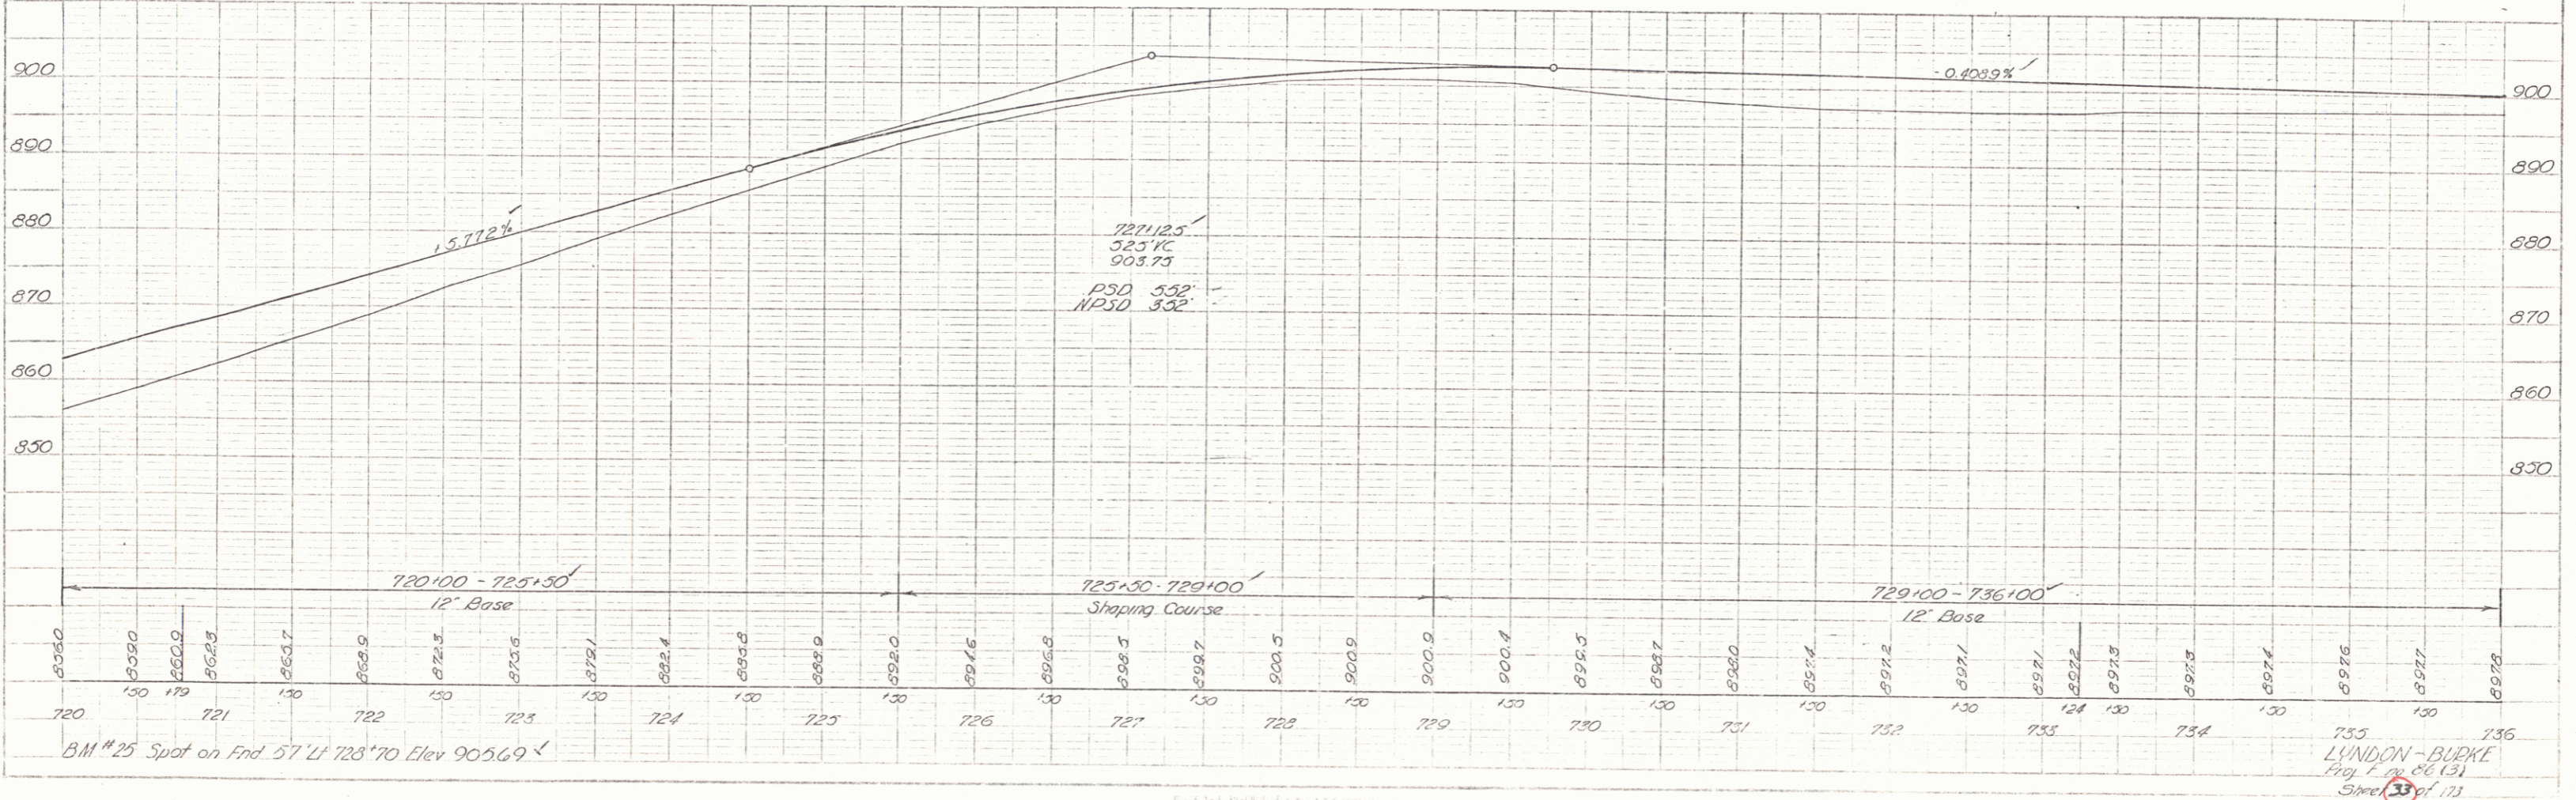 900
890
880
870
860
850
+5.772%
727+12.5
525' VC
903.75
PSD 552'
NPSD 352'
- 0.4089%
900
890
880
870
860
850
720+00 - 725+50
12" Base
725+50 - 729+00
Shaping Course
729+00 - 736+00
12" Base
856.0 859.0 860.9 862.3 865.7 868.9 872.3 875.6 879.1 882.4 885.8 888.9 892.0 894.6 896.8 898.5 899.7 900.5 900.9 900.9 900.4 899.5 898.7 898.0 897.4 897.2 897.1 897.1 897.2 897.3 897.3 897.4 897.6 897.7 897.8
+50 +79 +50 +50 +50 +50 +50 +50 +50 +50 +50 +50 +50 +50 +24 +50 +50 +50
720 721 722 723 724 725 726 727 728 729 730 731 732 733 734 735 736
BM #25 Spot on Fnd 57' Lt 728+70 Elev 905.69
LYNDON - BURKE
Proj F no 86 (3)
Sheet 33 of 173